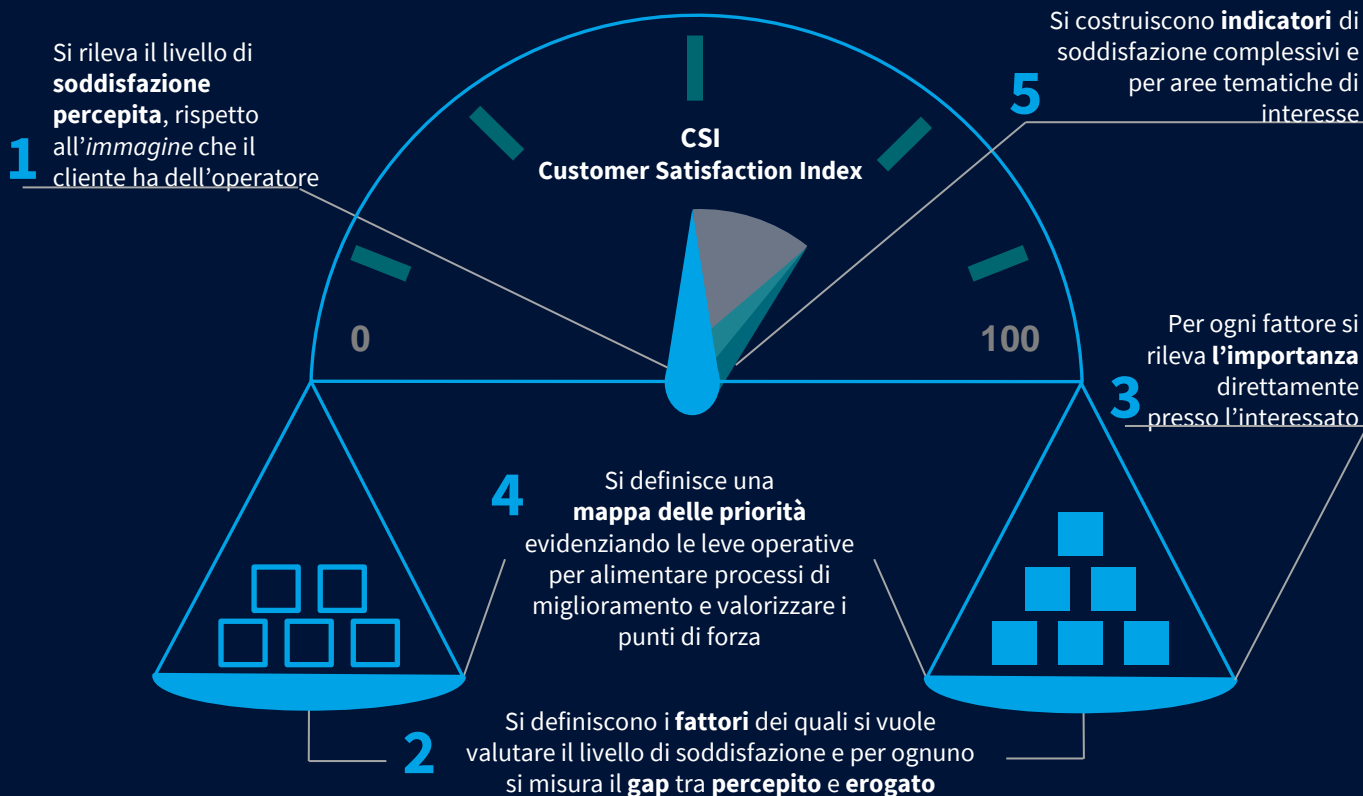 Si rileva il livello di
soddisfazione
percepita, rispetto
all'immagine che il
cliente ha dell'operatore
1
Si costruiscono indicatori di
soddisfazione complessivi e
per aree tematiche di
interesse
5
CSI
Customer Satisfaction Index
0
100
Per ogni fattore si
rileva l'importanza
direttamente
presso l'interessato
3
4
Si definisce una
mappa delle priorità
evidenziando le leve operative
per alimentare processi di
miglioramento e valorizzare i
punti di forza
2
Si definiscono i fattori dei quali si vuole
valutare il livello di soddisfazione e per ognuno
si misura il gap tra percepito e erogato